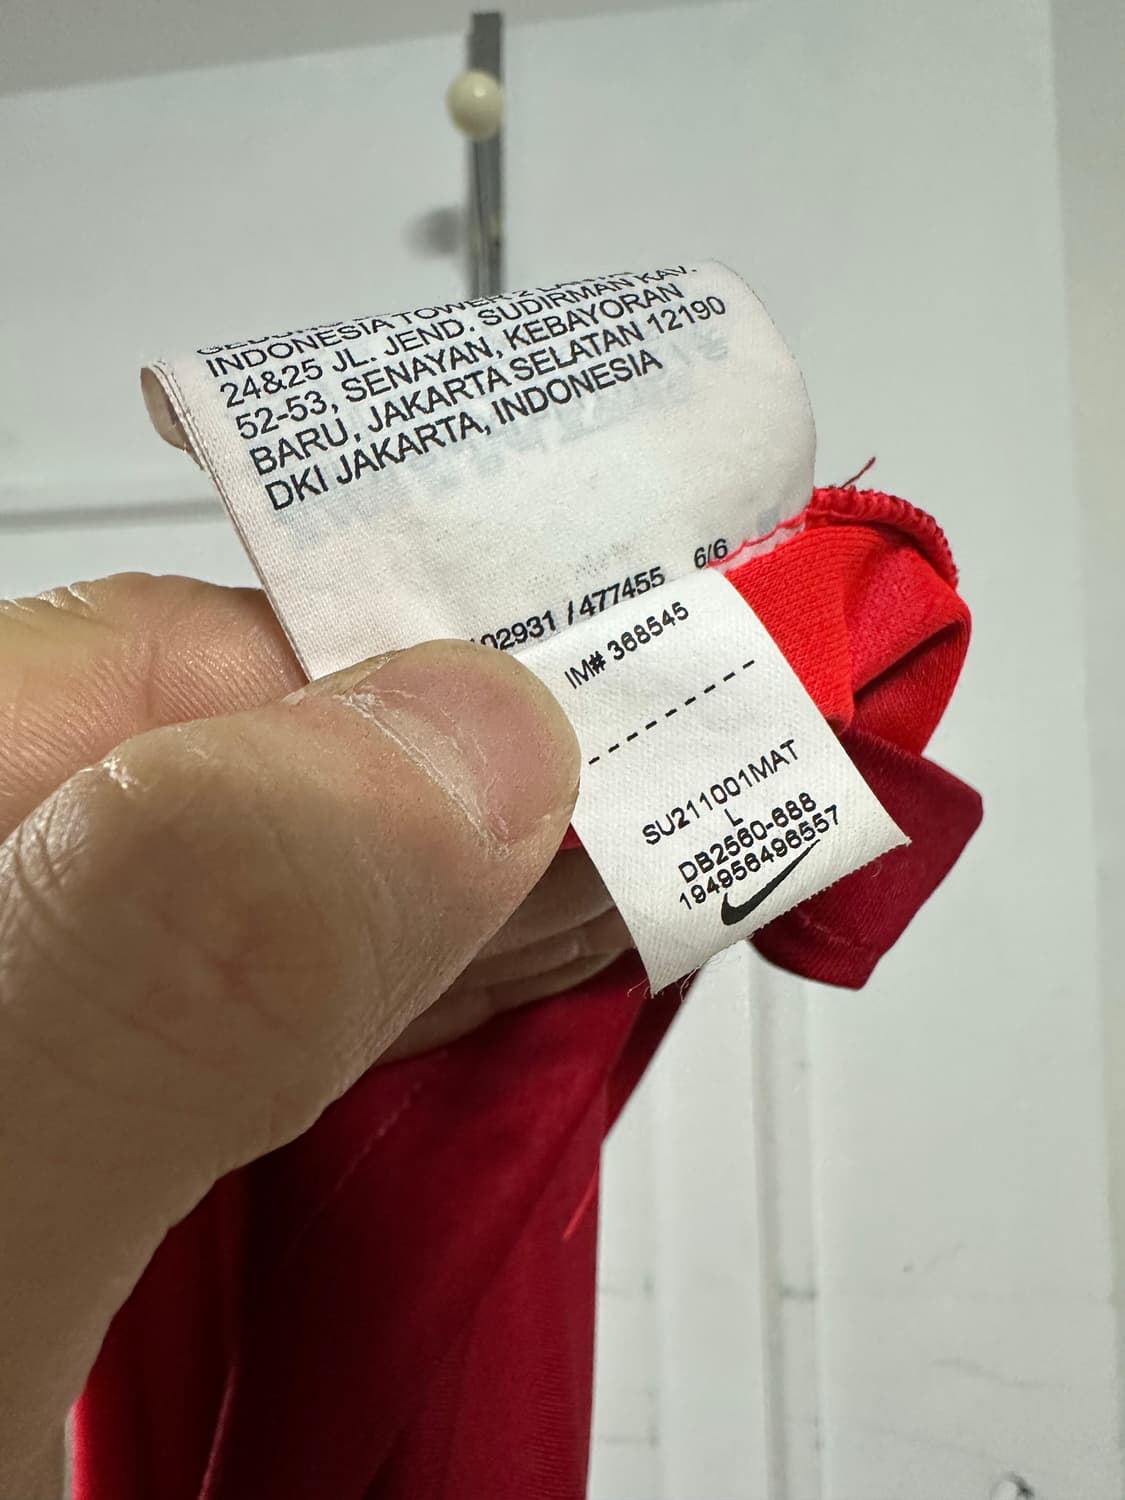 INDONESIA TOWER 2
24&25 JL. JEND. SUDIRMAN KAV.
52-53, SENAYAN, KEBAYORAN
BARU, JAKARTA SELATAN 12190
DKI JAKARTA, INDONESIA
02931 / 477455 6/6
IM# 368545
SU211001MAT
L
DB2560-688
194956496557